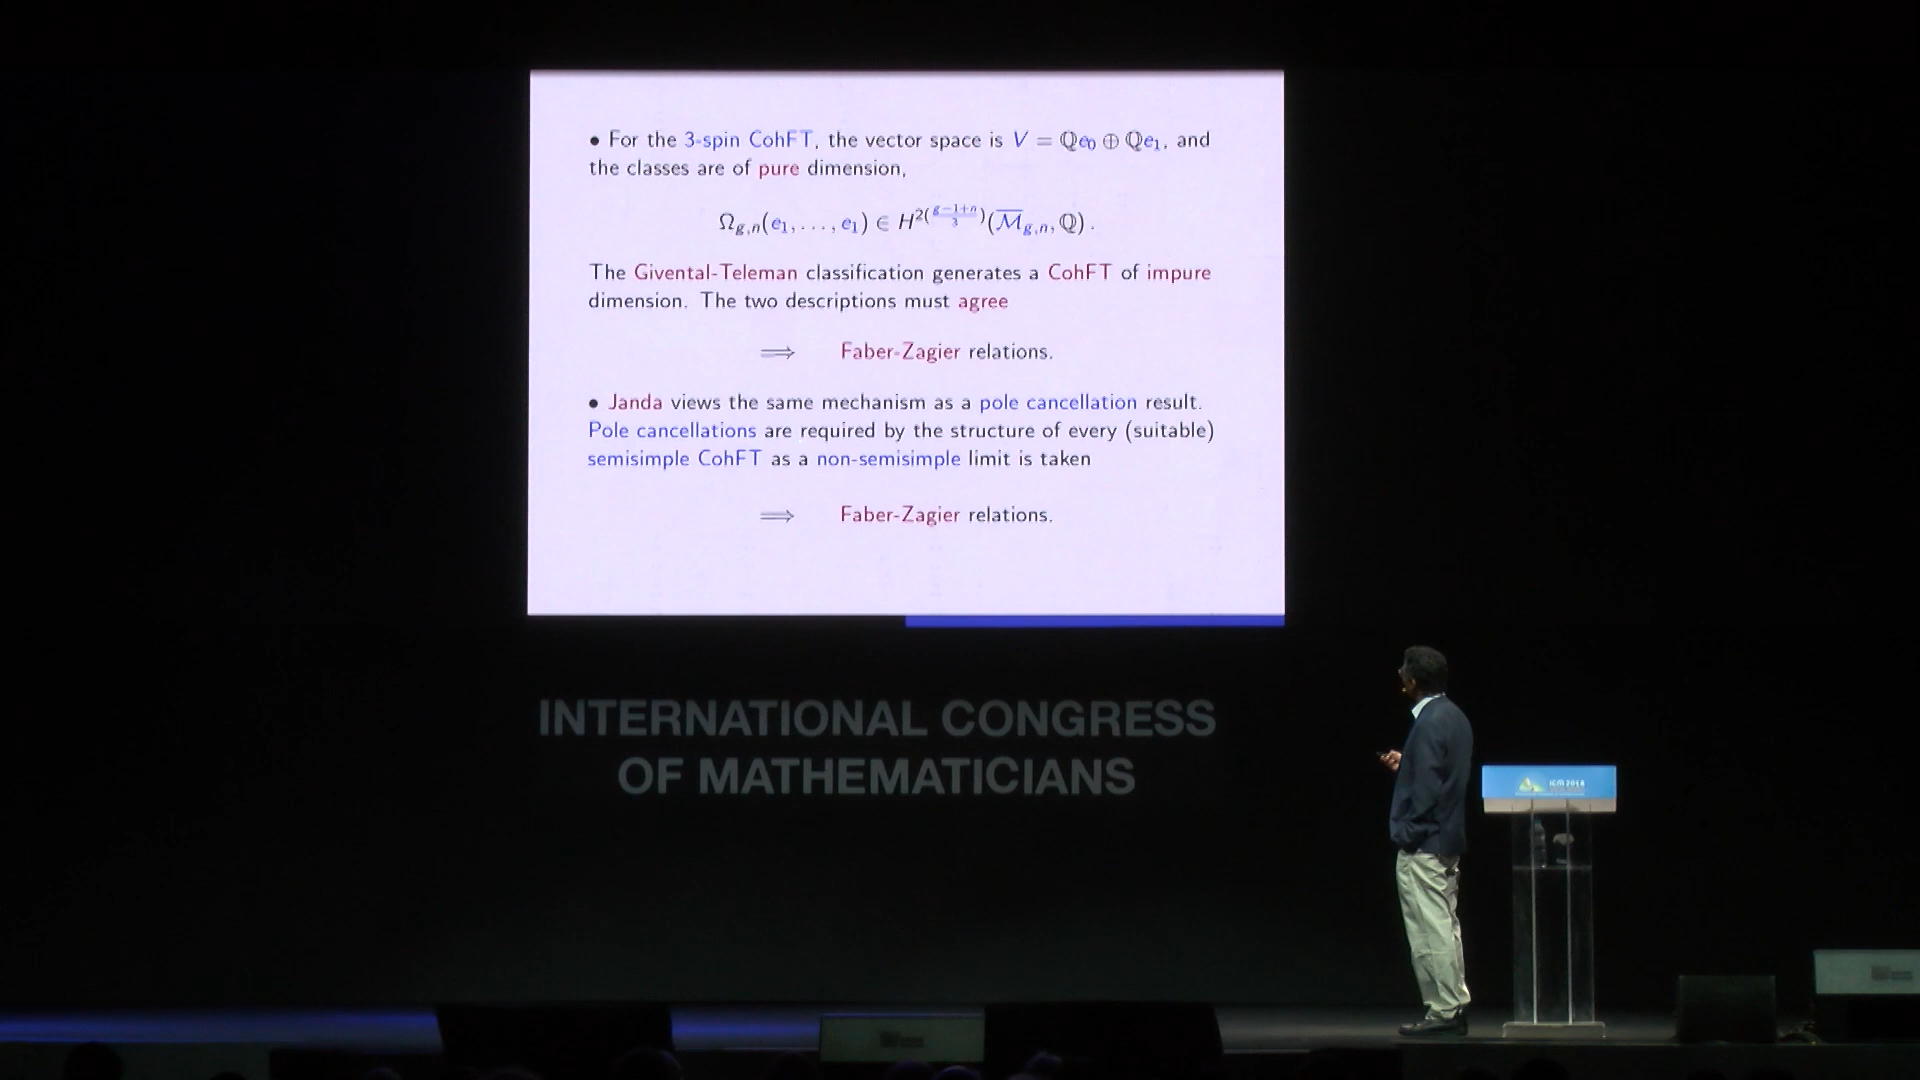 • For the 3-spin CohFT, the vector space is V = ℚe₀ ⊕ ℚe₁, and
the classes are of pure dimension,
Ω_{g,n}(e₁, . . . , e₁) ∈ H^{2((g−1+n)/3)}(ℳ̅_{g,n}, ℚ) .
The Givental-Teleman classification generates a CohFT of impure
dimension. The two descriptions must agree
⟹ Faber-Zagier relations.
• Janda views the same mechanism as a pole cancellation result.
Pole cancellations are required by the structure of every (suitable)
semisimple CohFT as a non-semisimple limit is taken
⟹ Faber-Zagier relations.
INTERNATIONAL CONGRESS
OF MATHEMATICIANS
ICM 2018